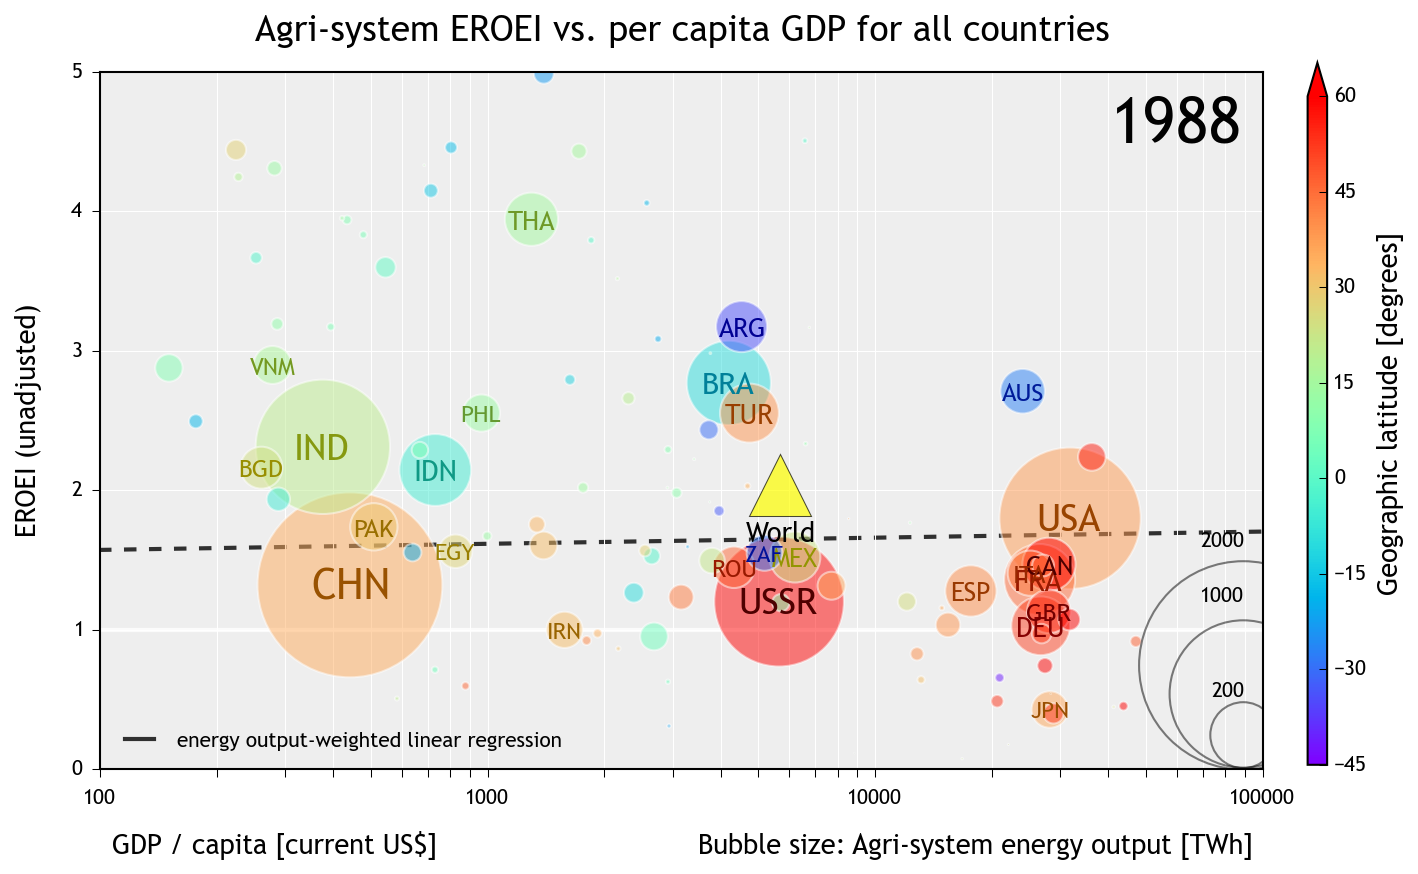 Agri-system EROEI vs. per capita GDP for all countries
1988
EROEI (unadjusted)
5
4
3
2
1
0
THA
ARG
BRA
TUR
AUS
VNM
PHL
IND
BGD
IDN
World
USA
PAK
EGY
CHN
ZAF
MEX
ROU
USSR
CAN
FRA
ESP
GBR
DEU
IRN
JPN
2000
1000
200
energy output-weighted linear regression
100
1000
10000
100000
GDP / capita [current US$]
Bubble size: Agri-system energy output [TWh]
60
45
30
15
0
−15
−30
−45
Geographic latitude [degrees]